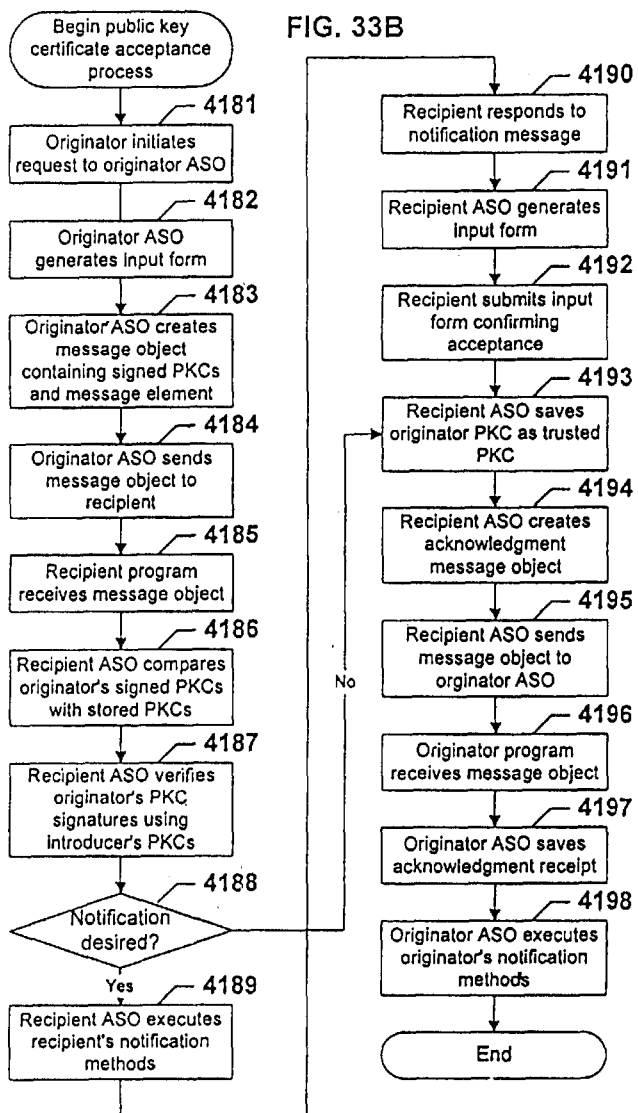 FIG. 33B
Begin public key
certificate acceptance
process
4181
Originator initiates
request to originator ASO
4182
Originator ASO
generates input form
4183
Originator ASO creates
message object
containing signed PKCs
and message element
4184
Originator ASO sends
message object to
recipient
4185
Recipient program
receives message object
4186
Recipient ASO compares
originator's signed PKCs
with stored PKCs
4187
Recipient ASO verifies
originator's PKC
signatures using
introducer's PKCs
4188
Notification
desired?
No
Yes
4189
Recipient ASO executes
recipient's notification
methods
4190
Recipient responds to
notification message
4191
Recipient ASO generates
input form
4192
Recipient submits input
form confirming
acceptance
4193
Recipient ASO saves
originator PKC as trusted
PKC
4194
Recipient ASO creates
acknowledgment
message object
4195
Recipient ASO sends
message object to
orginator ASO
4196
Originator program
receives message object
4197
Originator ASO saves
acknowledgment receipt
4198
Originator ASO executes
originator's notification
methods
End